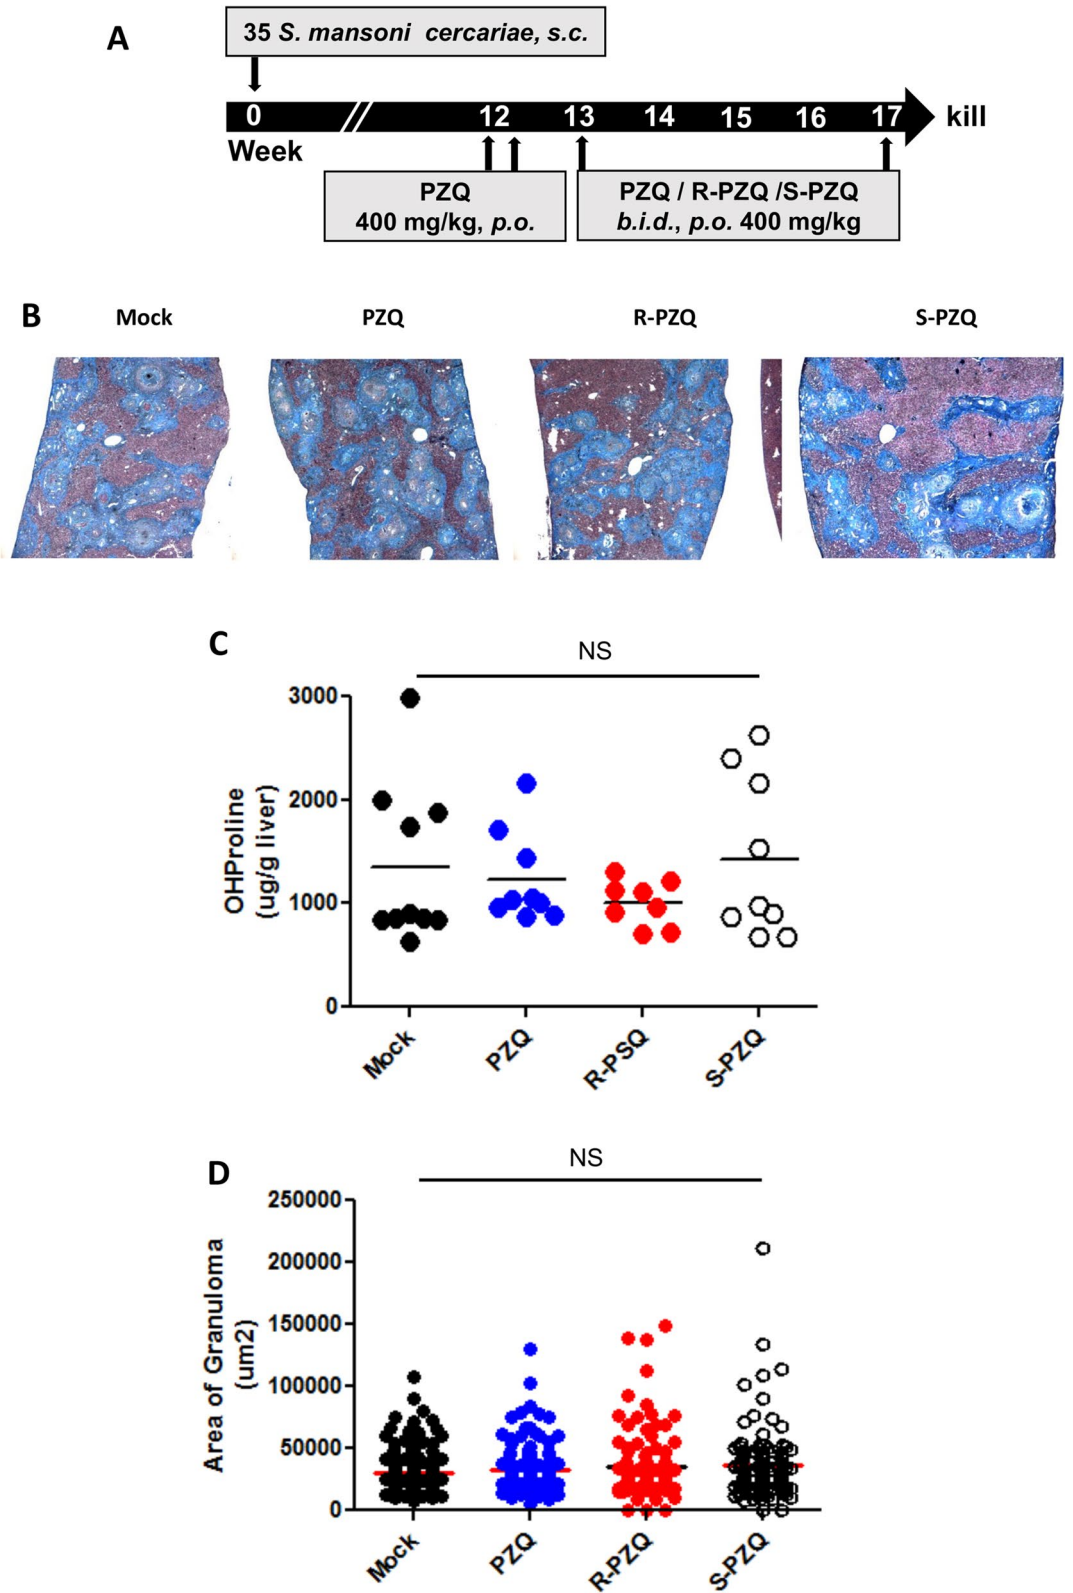 A
35 S. mansoni cercariae, s.c.
0 12 13 14 15 16 17 kill
Week
PZQ
400 mg/kg, p.o.
PZQ / R-PZQ /S-PZQ
b.i.d., p.o. 400 mg/kg
B
Mock PZQ R-PZQ S-PZQ
C
NS
OHProline
(ug/g liver)
3000
2000
1000
0
Mock PZQ R-PSQ S-PZQ
D
NS
Area of Granuloma
(um2)
250000
200000
150000
100000
50000
0
Mock PZQ R-PZQ S-PZQ